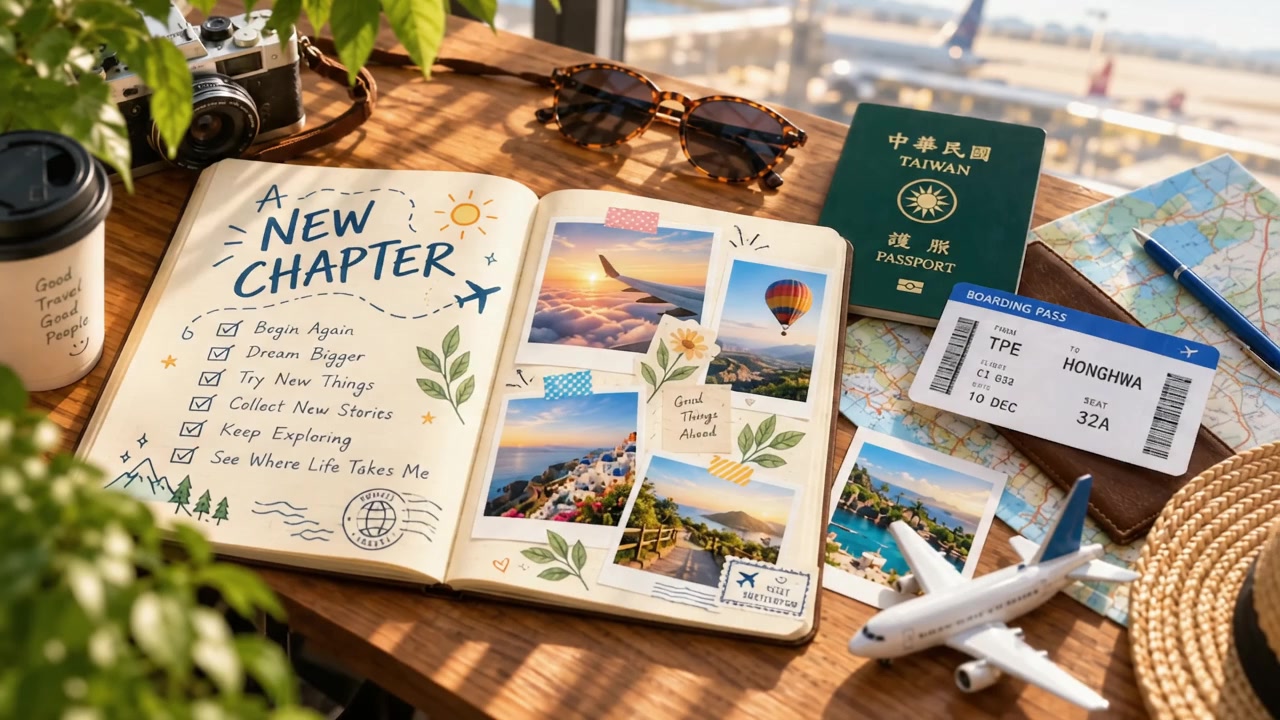 A
NEW
CHAPTER
Begin Again
Dream Bigger
Try New Things
Collect New Stories
Keep Exploring
See Where Life Takes Me
Good
Things
Ahead
Good
Travel
Good
People
中華民國
TAIWAN
護
PASSPORT
BOARDING PASS
TPE
TO
HONGHWA
CI
10 DEC
SEAT
32A